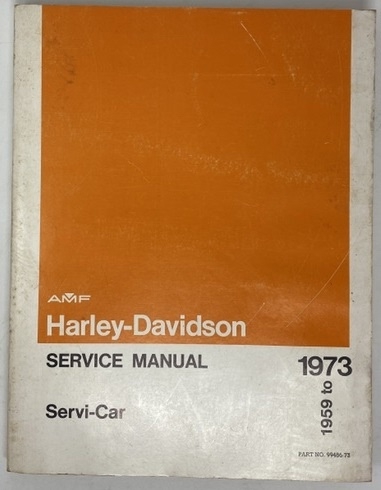 AMF
Harley-Davidson
SERVICE MANUAL
1959 to 1973
Servi-Car
PART NO. 99486-73